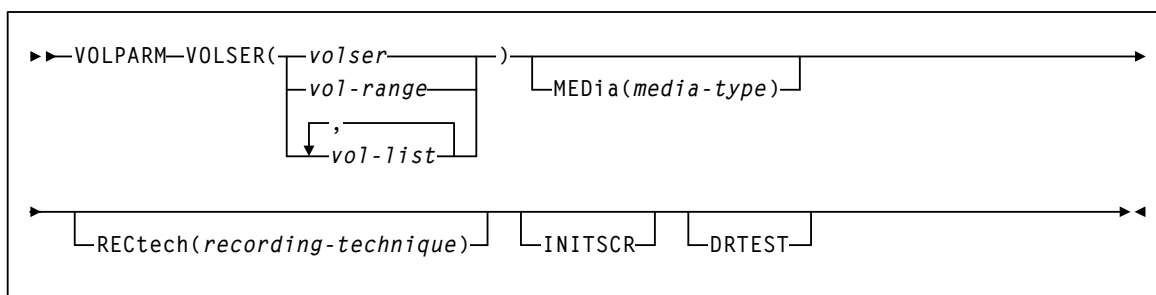 VOLPARM VOLSER( volser ) MEDia(media-type)
vol-range
,
vol-list
RECtech(recording-technique) INITSCR DRTEST